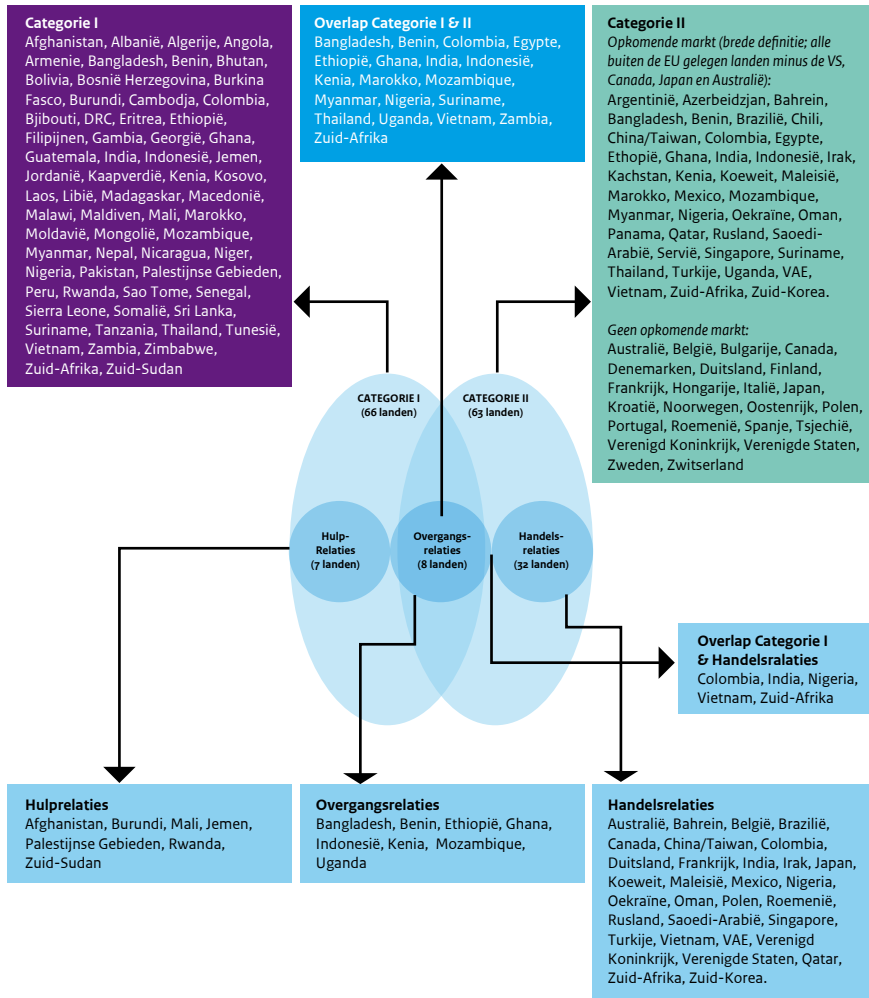 Categorie I
Afghanistan, Albanië, Algerije, Angola,
Armenie, Bangladesh, Benin, Bhutan,
Bolivia, Bosnië Herzegovina, Burkina
Fasco, Burundi, Cambodja, Colombia,
Bjibouti, DRC, Eritrea, Ethiopië,
Filipijnen, Gambia, Georgië, Ghana,
Guatemala, India, Indonesië, Jemen,
Jordanië, Kaapverdië, Kenia, Kosovo,
Laos, Libië, Madagaskar, Macedonië,
Malawi, Maldiven, Mali, Marokko,
Moldavië, Mongolië, Mozambique,
Myanmar, Nepal, Nicaragua, Niger,
Nigeria, Pakistan, Palestijnse Gebieden,
Peru, Rwanda, Sao Tome, Senegal,
Sierra Leone, Somalië, Sri Lanka,
Suriname, Tanzania, Thailand, Tunesië,
Vietnam, Zambia, Zimbabwe,
Zuid-Afrika, Zuid-Sudan
Overlap Categorie I & II
Bangladesh, Benin, Colombia, Egypte,
Ethiopië, Ghana, India, Indonesië,
Kenia, Marokko, Mozambique,
Myanmar, Nigeria, Suriname,
Thailand, Uganda, Vietnam, Zambia,
Zuid-Afrika
Categorie II
Opkomende markt (brede definitie; alle
buiten de EU gelegen landen minus de VS,
Canada, Japan en Australië):
Argentinië, Azerbeidzjan, Bahrein,
Bangladesh, Benin, Brazilië, Chili,
China/Taiwan, Colombia, Egypte,
Ethopië, Ghana, India, Indonesië, Irak,
Kachstan, Kenia, Koeweit, Maleisië,
Marokko, Mexico, Mozambique,
Myanmar, Nigeria, Oekraïne, Oman,
Panama, Qatar, Rusland, Saoedi-
Arabië, Servië, Singapore, Suriname,
Thailand, Turkije, Uganda, VAE,
Vietnam, Zuid-Afrika, Zuid-Korea.
Geen opkomende markt:
Australië, België, Bulgarije, Canada,
Denemarken, Duitsland, Finland,
Frankrijk, Hongarije, Italië, Japan,
Kroatië, Noorwegen, Oostenrijk, Polen,
Portugal, Roemenië, Spanje, Tsjechië,
Verenigd Koninkrijk, Verenigde Staten,
Zweden, Zwitserland
CATEGORIE I
(66 landen)
CATEGORIE II
(63 landen)
Hulp-
Relaties
(7 landen)
Overgangs-
relaties
(8 landen)
Handels-
relaties
(32 landen)
Overlap Categorie I
& Handelsralaties
Colombia, India, Nigeria,
Vietnam, Zuid-Afrika
Hulprelaties
Afghanistan, Burundi, Mali, Jemen,
Palestijnse Gebieden, Rwanda,
Zuid-Sudan
Overgangsrelaties
Bangladesh, Benin, Ethiopië, Ghana,
Indonesië, Kenia, Mozambique,
Uganda
Handelsrelaties
Australië, Bahrein, België, Brazilië,
Canada, China/Taiwan, Colombia,
Duitsland, Frankrijk, India, Irak, Japan,
Koeweit, Maleisië, Mexico, Nigeria,
Oekraïne, Oman, Polen, Roemenië,
Rusland, Saoedi-Arabië, Singapore,
Turkije, Vietnam, VAE, Verenigd
Koninkrijk, Verenigde Staten, Qatar,
Zuid-Afrika, Zuid-Korea.